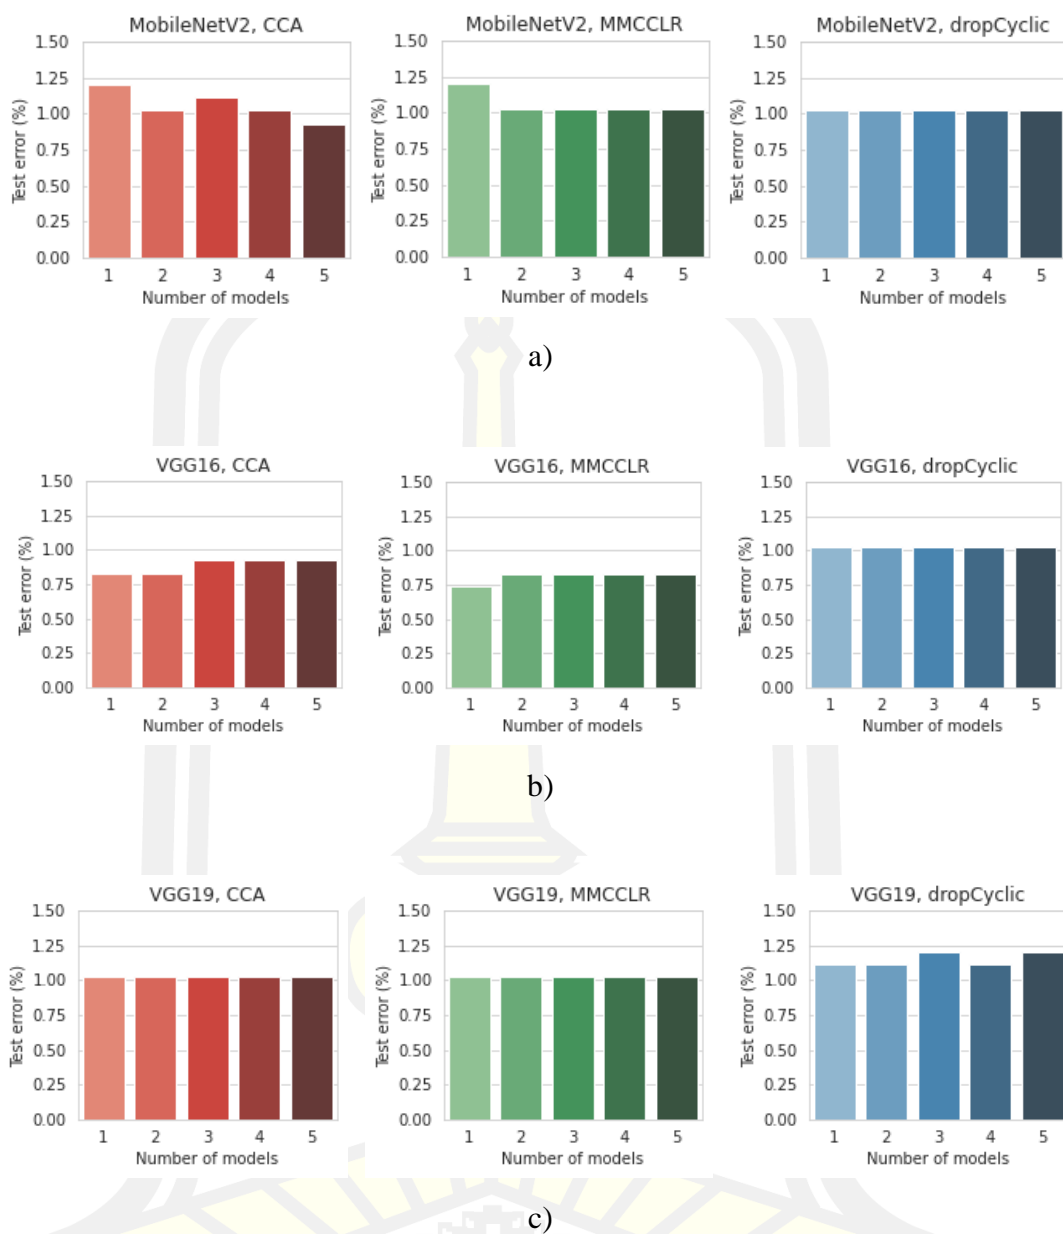 MobileNetV2, CCA
Test error (%)
1.50
1.25
1.00
0.75
0.50
0.25
0.00
1 2 3 4 5
Number of models
MobileNetV2, MMCCLR
Test error (%)
1.50
1.25
1.00
0.75
0.50
0.25
0.00
1 2 3 4 5
Number of models
MobileNetV2, dropCyclic
Test error (%)
1.50
1.25
1.00
0.75
0.50
0.25
0.00
1 2 3 4 5
Number of models
a)
VGG16, CCA
Test error (%)
1.50
1.25
1.00
0.75
0.50
0.25
0.00
1 2 3 4 5
Number of models
VGG16, MMCCLR
Test error (%)
1.50
1.25
1.00
0.75
0.50
0.25
0.00
1 2 3 4 5
Number of models
VGG16, dropCyclic
Test error (%)
1.50
1.25
1.00
0.75
0.50
0.25
0.00
1 2 3 4 5
Number of models
b)
VGG19, CCA
Test error (%)
1.50
1.25
1.00
0.75
0.50
0.25
0.00
1 2 3 4 5
Number of models
VGG19, MMCCLR
Test error (%)
1.50
1.25
1.00
0.75
0.50
0.25
0.00
1 2 3 4 5
Number of models
VGG19, dropCyclic
Test error (%)
1.50
1.25
1.00
0.75
0.50
0.25
0.00
1 2 3 4 5
Number of models
c)